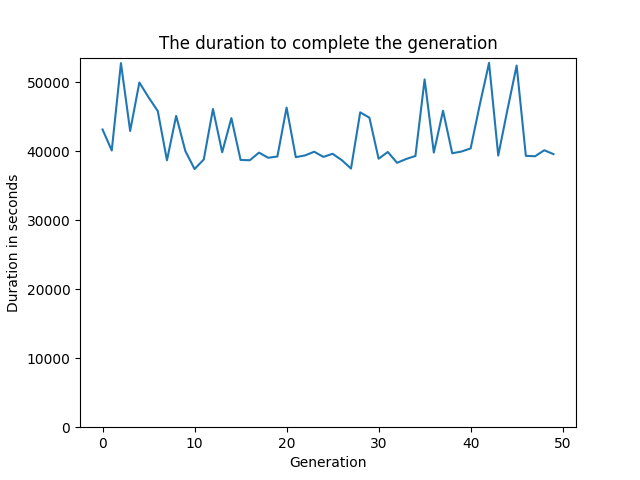 The duration to complete the generation
50000
40000
30000
20000
10000
0
Duration in seconds
0 10 20 30 40 50
Generation